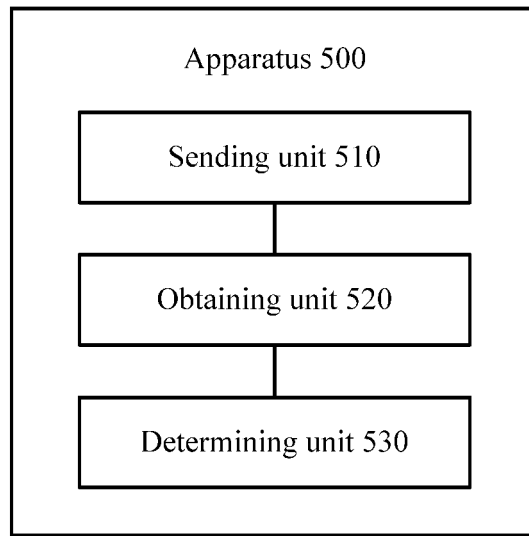 Apparatus 500
Sending unit 510
Obtaining unit 520
Determining unit 530